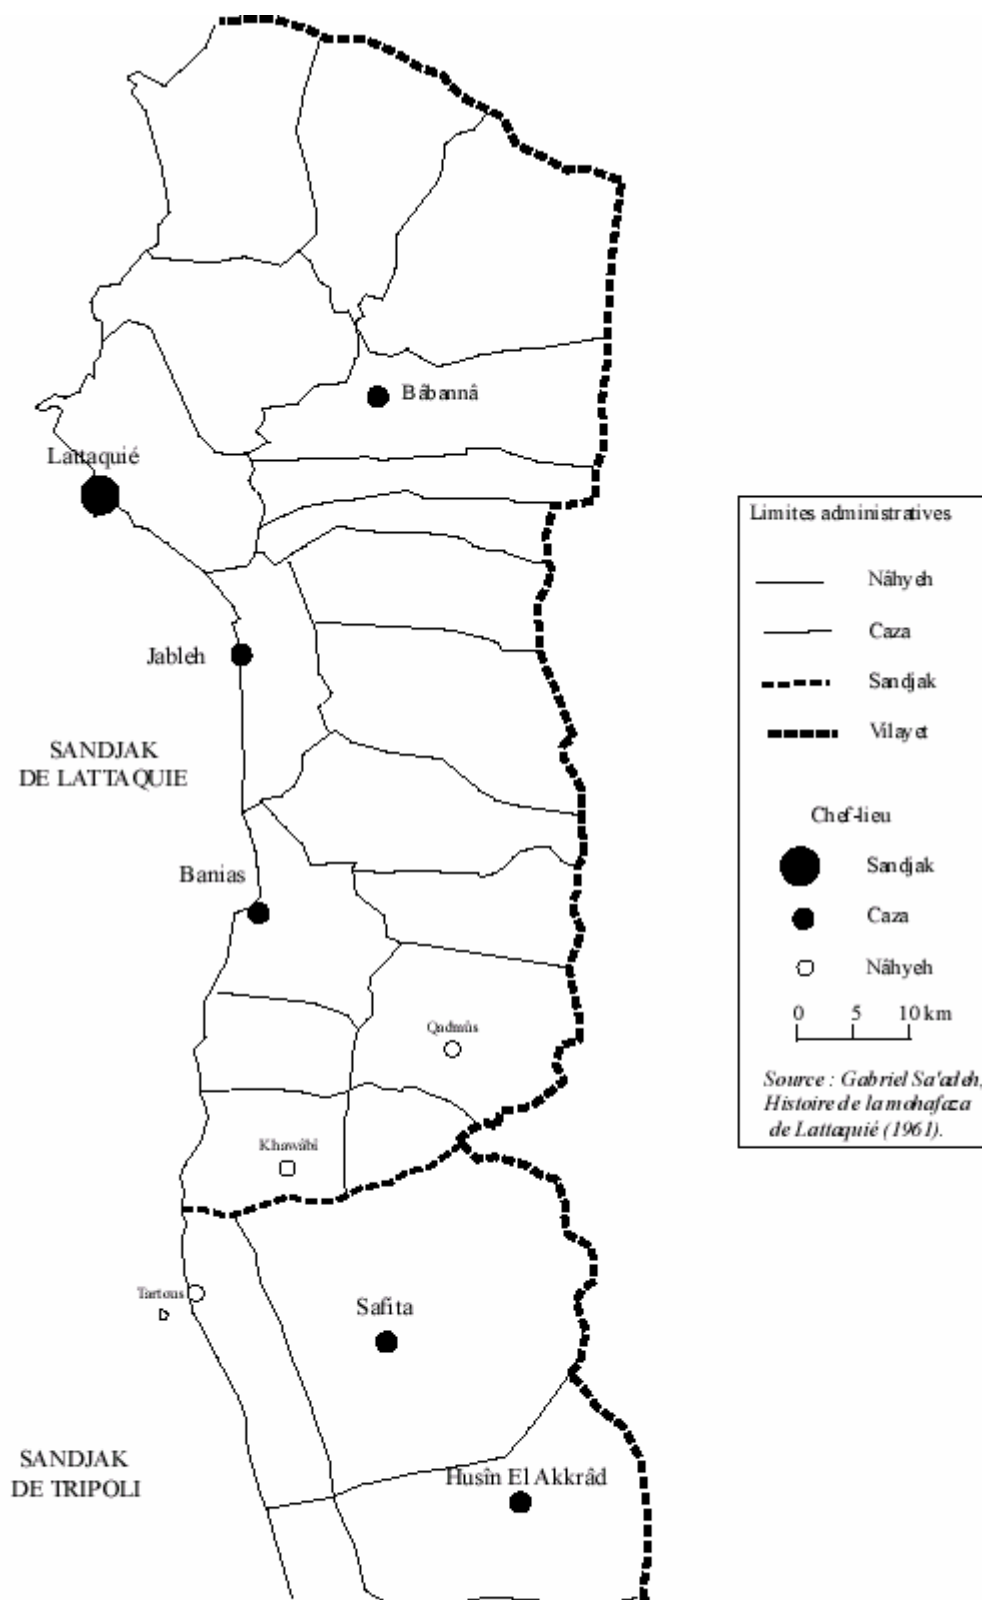 Bâbannâ
Lattaquié
Jableh
SANDJAK
DE LATTAQUIE
Banias
Qadmûs
Khawâbî
Tartous
Safita
SANDJAK
DE TRIPOLI
Husîn El Akkrâd
Limites administratives
Nâhyeh
Caza
Sandjak
Vilayet
Chef-lieu
Sandjak
Caza
Nâhyeh
0 5 10 km
Source : Gabriel Sa'adeh,
Histoire de la mohafaza
de Lattaquié (1961).